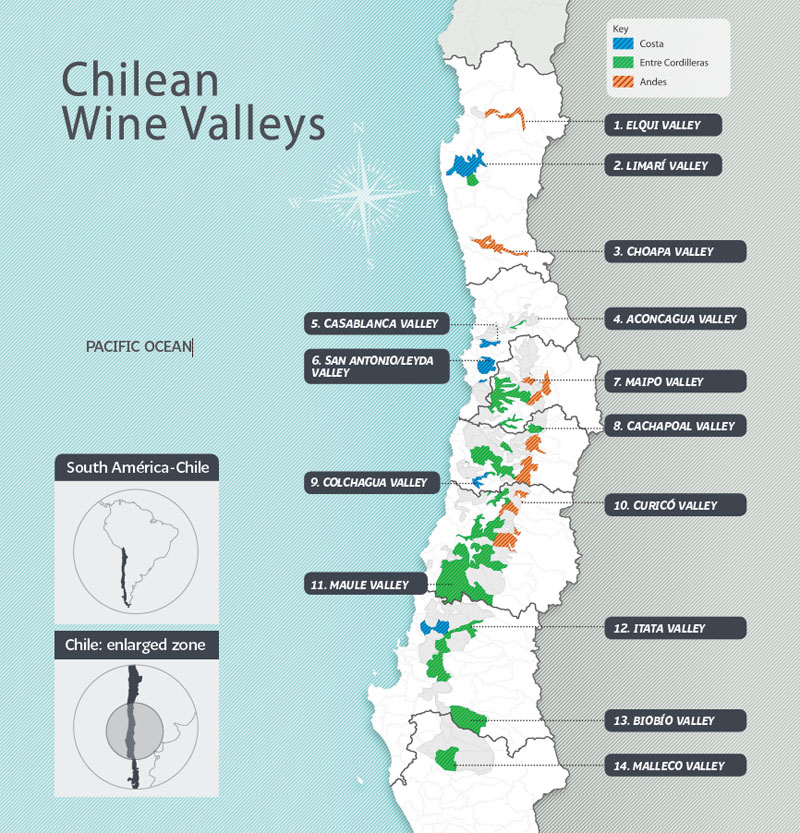 Chilean
Wine Valleys
Key
Costa
Entre Cordilleras
Andes
N
W
E
S
PACIFIC OCEAN
1. ELQUI VALLEY
2. LIMARÍ VALLEY
3. CHOAPA VALLEY
4. ACONCAGUA VALLEY
5. CASABLANCA VALLEY
6. SAN ANTONIO/LEYDA
VALLEY
7. MAIPO VALLEY
8. CACHAPOAL VALLEY
9. COLCHAGUA VALLEY
10. CURICÓ VALLEY
11. MAULE VALLEY
12. ITATA VALLEY
13. BIOBÍO VALLEY
14. MALLECO VALLEY
South América-Chile
Chile: enlarged zone